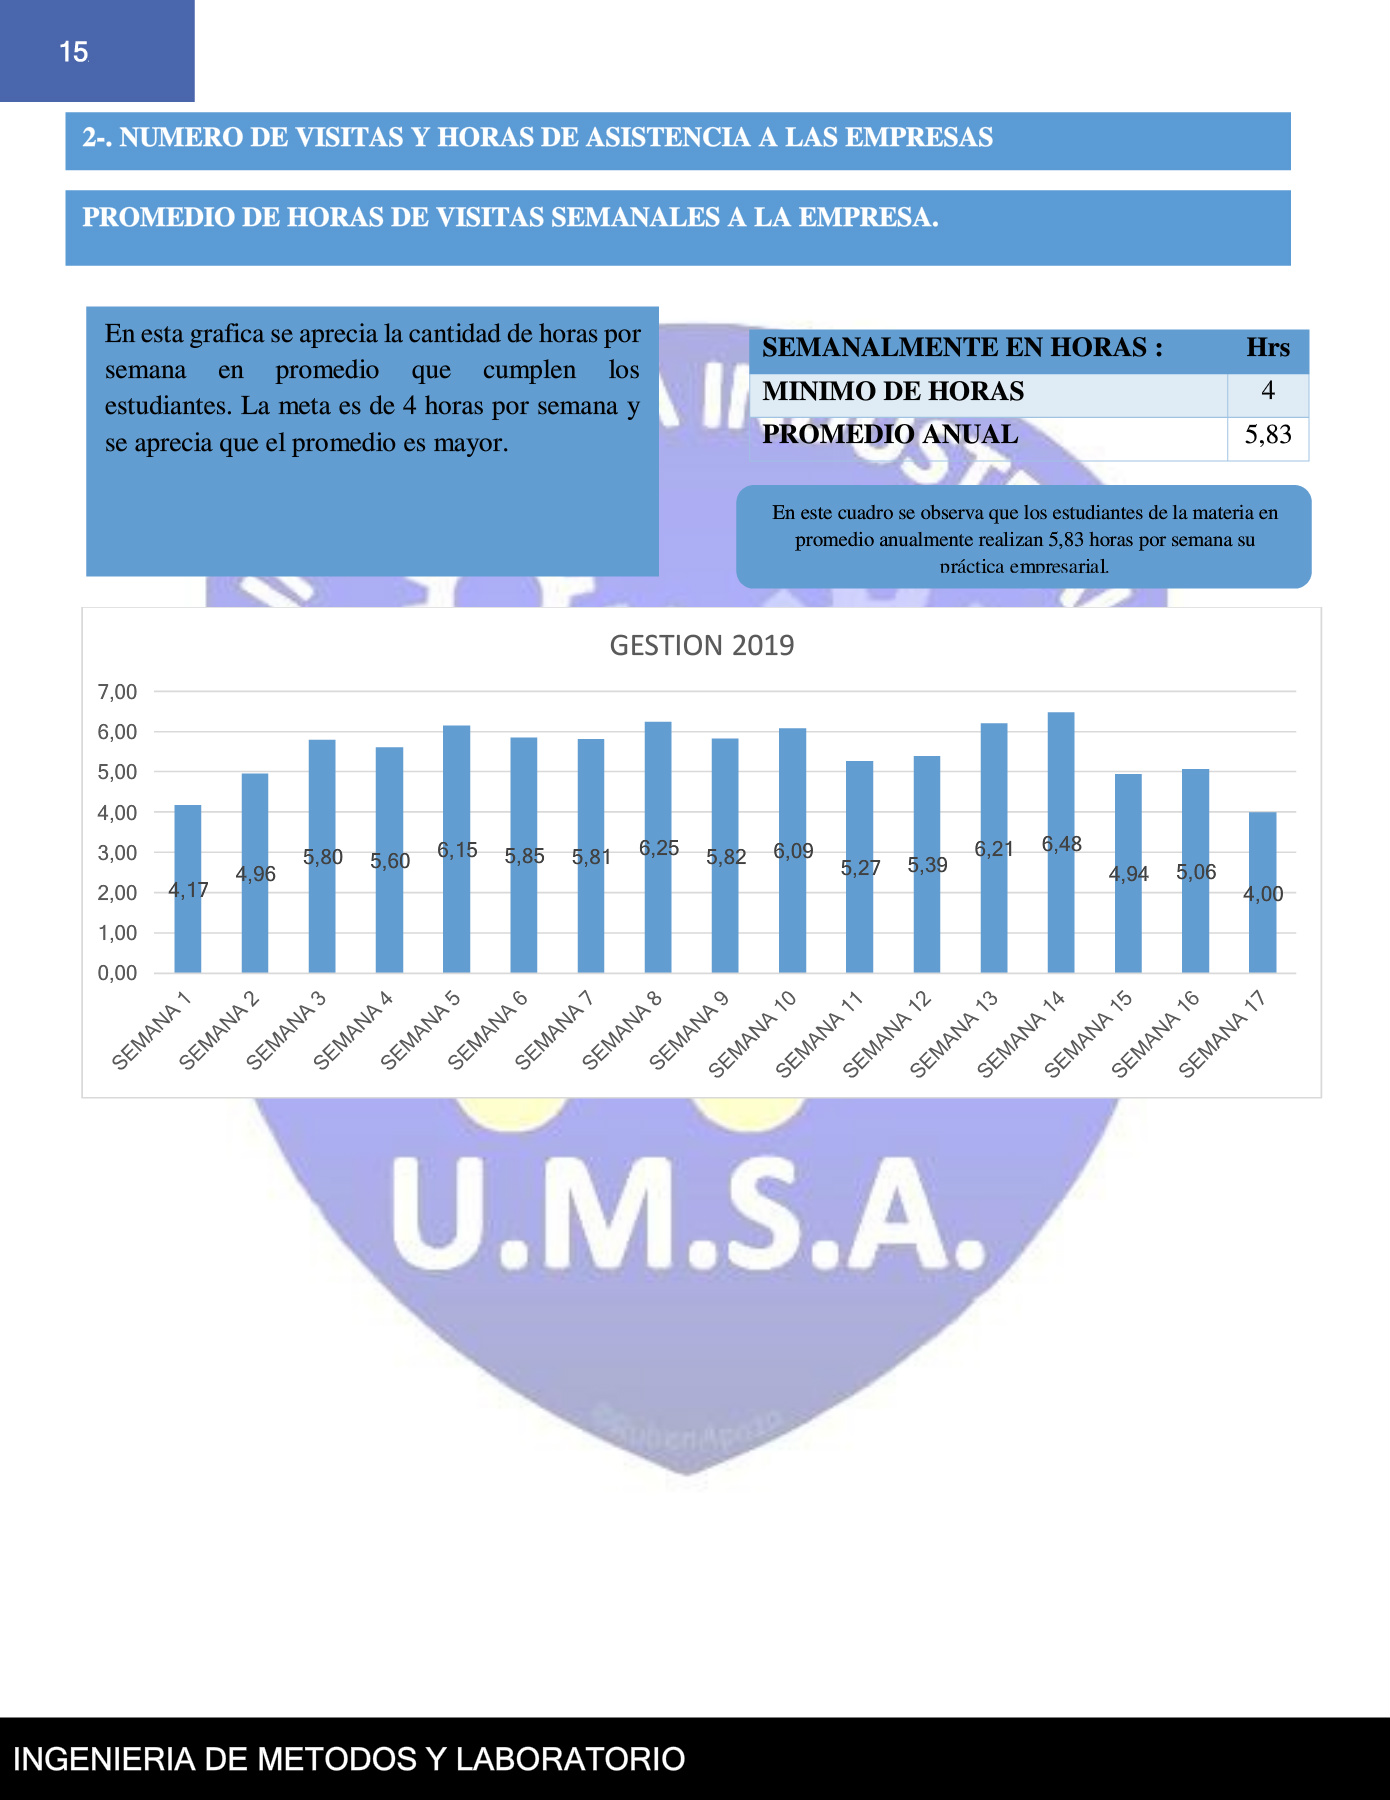 15
2-. NUMERO DE VISITAS Y HORAS DE ASISTENCIA A LAS EMPRESAS
PROMEDIO DE HORAS DE VISITAS SEMANALES A LA EMPRESA.
En esta grafica se aprecia la cantidad de horas por
semana en promedio que cumplen los
estudiantes. La meta es de 4 horas por semana y
se aprecia que el promedio es mayor.
SEMANALMENTE EN HORAS : Hrs
MINIMO DE HORAS 4
PROMEDIO ANUAL 5,83
En este cuadro se observa que los estudiantes de la materia en
promedio anualmente realizan 5,83 horas por semana su
práctica empresarial.
GESTION 2019
7,00
6,00
5,00
4,00
3,00
2,00
1,00
0,00
4,17 4,96 5,80 5,60 6,15 5,85 5,81 6,25 5,82 6,09 5,27 5,39 6,21 6,48 4,94 5,06 4,00
SEMANA 1 SEMANA 2 SEMANA 3 SEMANA 4 SEMANA 5 SEMANA 6 SEMANA 7 SEMANA 8 SEMANA 9 SEMANA 10 SEMANA 11 SEMANA 12 SEMANA 13 SEMANA 14 SEMANA 15 SEMANA 16 SEMANA 17
U.M.S.A.
INGENIERIA DE METODOS Y LABORATORIO